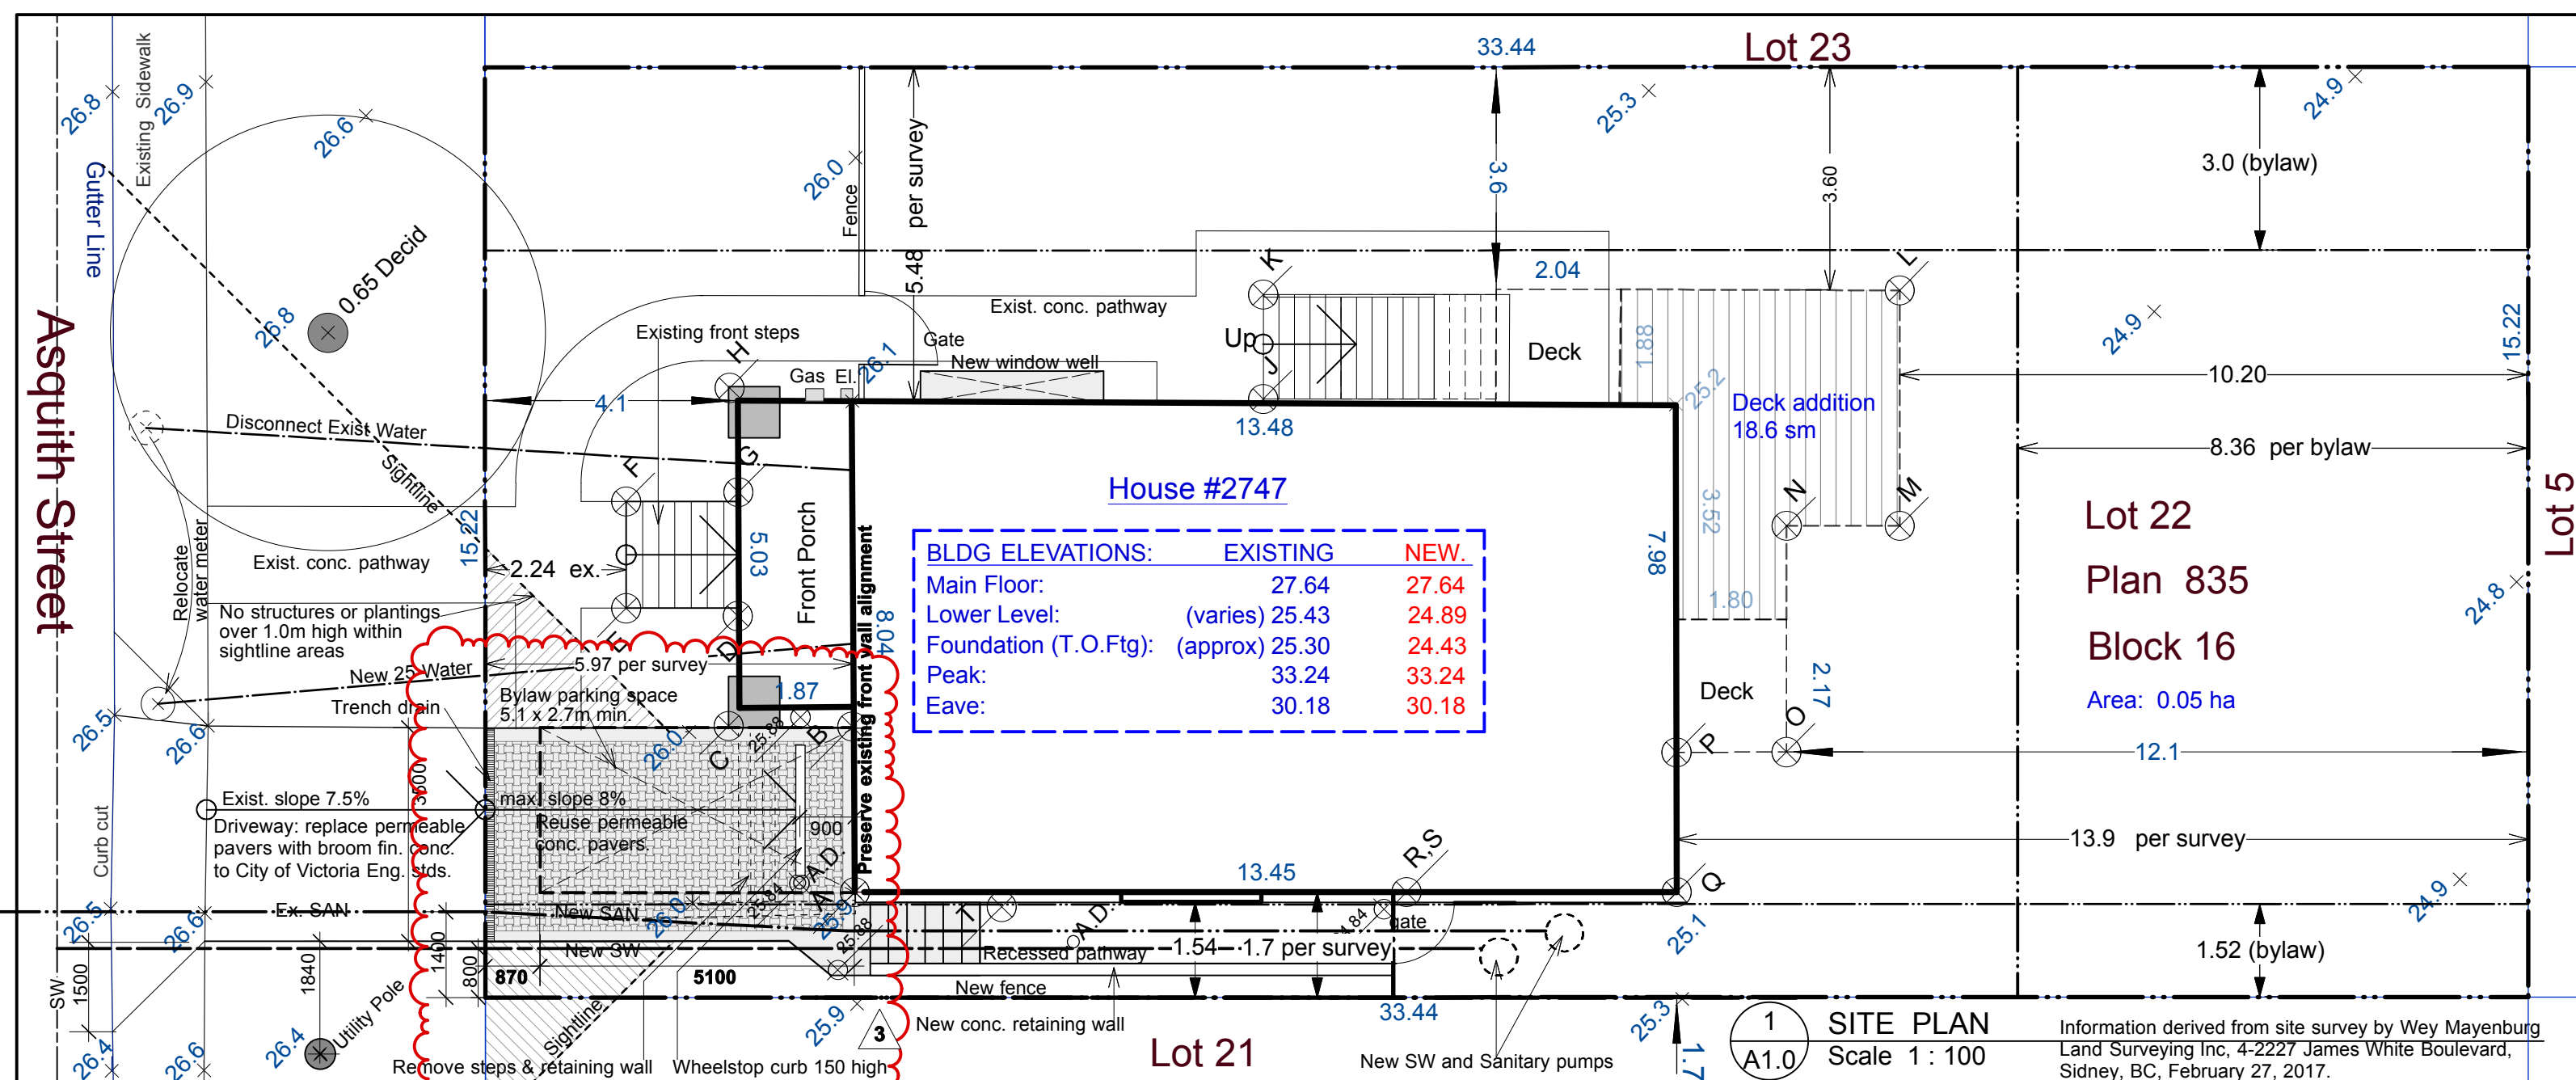 Lot 23
33.44
26.8
Existing Sidewalk
26.9
26.6
Gutter Line
0.65 Decid
26.8
Asquith Street
26.0
Fence
5.48 per survey
3.6
25.3
3.60
24.9
3.0 (bylaw)
2.04
K
L
Exist. conc. pathway
Existing front steps
H
Gas
El.
26.1
Gate
New window well
Up
J
Deck
1.88
25.2
Deck addition
18.6 sm
24.9
15.22
10.20
8.36 per bylaw
4.1
13.48
Disconnect Exist Water
Sightline
F
G
N
M
15.22
Relocate
water meter
Exist. conc. pathway
2.24 ex.
5.03
Front Porch
8.04
Preserve existing front wall alignment
House #2747
BLDG ELEVATIONS: EXISTING NEW.
Main Floor: 27.64 27.64
Lower Level: (varies) 25.43 24.89
Foundation (T.O.Ftg): (approx) 25.30 24.43
Peak: 33.24 33.24
Eave: 30.18 30.18
7.98
3.52
1.80
Deck
2.17
O
P
12.1
Lot 22
Plan 835
Block 16
Area: 0.05 ha
Lot 5
24.8
No structures or plantings
over 1.0m high within
sightline areas
E
D
5.97 per survey
New 25 Water
Trench drain
Bylaw parking space
5.1 x 2.7m min.
1.87
26.5
26.6
26.0
25.88
C
B
3500
Exist. slope 7.5%
max. slope 8%
Driveway: replace permeable
pavers with broom fin. conc.
to City of Victoria Eng. stds.
Reuse permeable
conc. pavers.
900
A.D.
A
25.84
Curb cut
13.45
R,S
Q
13.9 per survey
26.5
26.6
Ex. SAN
New SAN
26.0
25.9
25.88
T
A.D.
gate
25.1
24.9
New SW
Recessed pathway
1.54
1.7 per survey
1.52 (bylaw)
SW
1500
1840
1400
800
870
5100
New fence
33.44
25.9
3
New conc. retaining wall
25.3
1.7
26.4
26.6
26.4
Utility Pole
Sightline
Remove steps & retaining wall
Wheelstop curb 150 high
Lot 21
New SW and Sanitary pumps
1
A1.0
SITE PLAN
Scale 1 : 100
Information derived from site survey by Wey Mayenburg
Land Surveying Inc, 4-2227 James White Boulevard,
Sidney, BC, February 27, 2017.